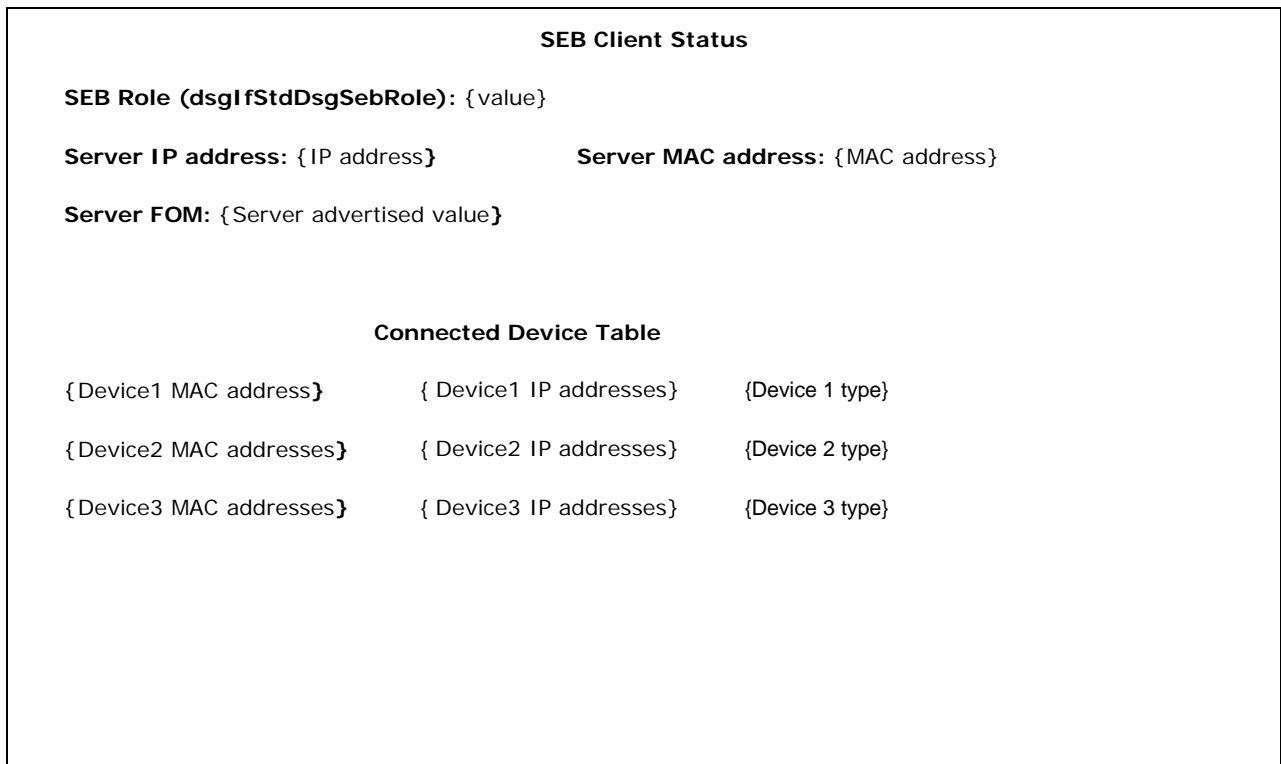 SEB Client Status
SEB Role (dsgIfStdDsgSebRole): {value}
Server IP address: {IP address} Server MAC address: {MAC address}
Server FOM: {Server advertised value}
Connected Device Table
{Device1 MAC address} { Device1 IP addresses} {Device 1 type}
{Device2 MAC addresses} { Device2 IP addresses} {Device 2 type}
{Device3 MAC addresses} { Device3 IP addresses} {Device 3 type}